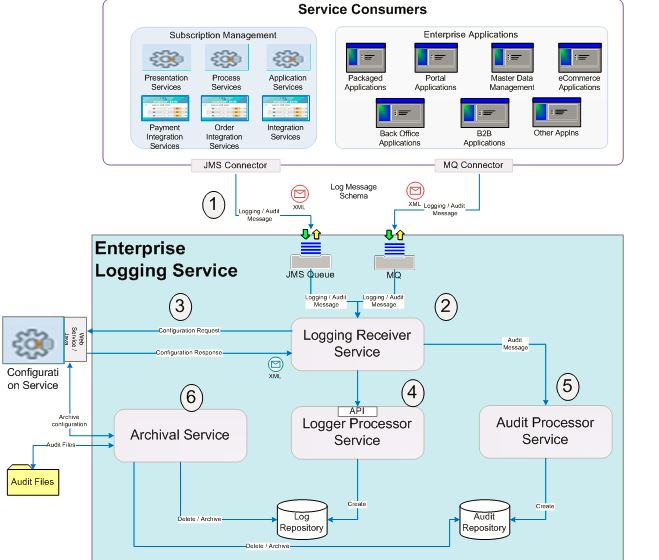 Service Consumers
Subscription Management
Enterprise Applications
Presentation
Services
Process
Services
Application
Services
Packaged
Applications
Portal
Applications
Master Data
Management
eCommerce
Applications
Payment
Integration
Services
Order
Integration
Services
Integration
Services
Back Office
Applications
B2B
Applications
Other Applns
JMS Connector
MQ Connector
1
XML
Log Message
Schema
XML
Logging / Audit
Message
Logging / Audit
Message
Enterprise
Logging Service
JMS Queue
MQ
Logging / Audit
Message
Logging / Audit
Message
3
2
Configuration Request
Logging Receiver
Service
Audit
Message
Web
Service /
Java
Configuration Response
XML
Configurati
on Service
6
4
5
Archive
configuration
API
Archival Service
Logger Processor
Service
Audit Processor
Service
Audit Files
Audit Files
Create
Create
Delete / Archive
Log
Repository
Audit
Repository
Delete / Archive